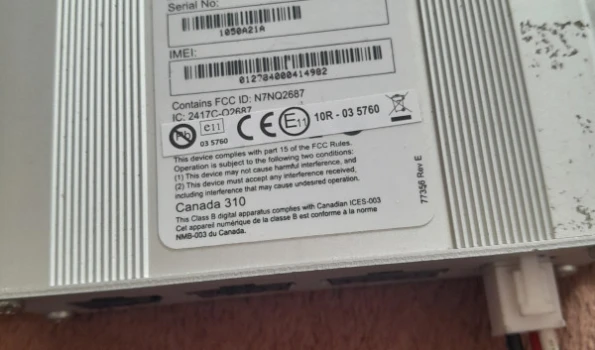 Serial No:
1050A21A
IMEI:
012784000414982
Contains FCC ID: N7NQ2687
IC: 2417C-Q2687
Pb e11 03 5760 CE E11 10R - 03 5760
This device complies with part 15 of the FCC Rules.
Operation is subject to the following two conditions:
(1) This device may not cause harmful interference, and
(2) This device must accept any interference received,
including interference that may cause undesired operation.
Canada 310
This Class B digital apparatus complies with Canadian ICES-003
Cet appareil numérique de la classe B est conforme à la norme
NMB-003 du Canada.
77356 Rev E